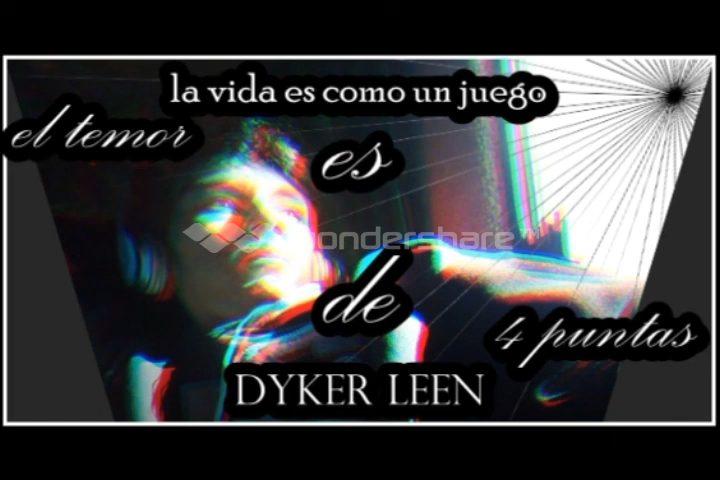 la vida es como un juego
el temor
es
Wondershare
de
4 puntas
DYKER LEEN